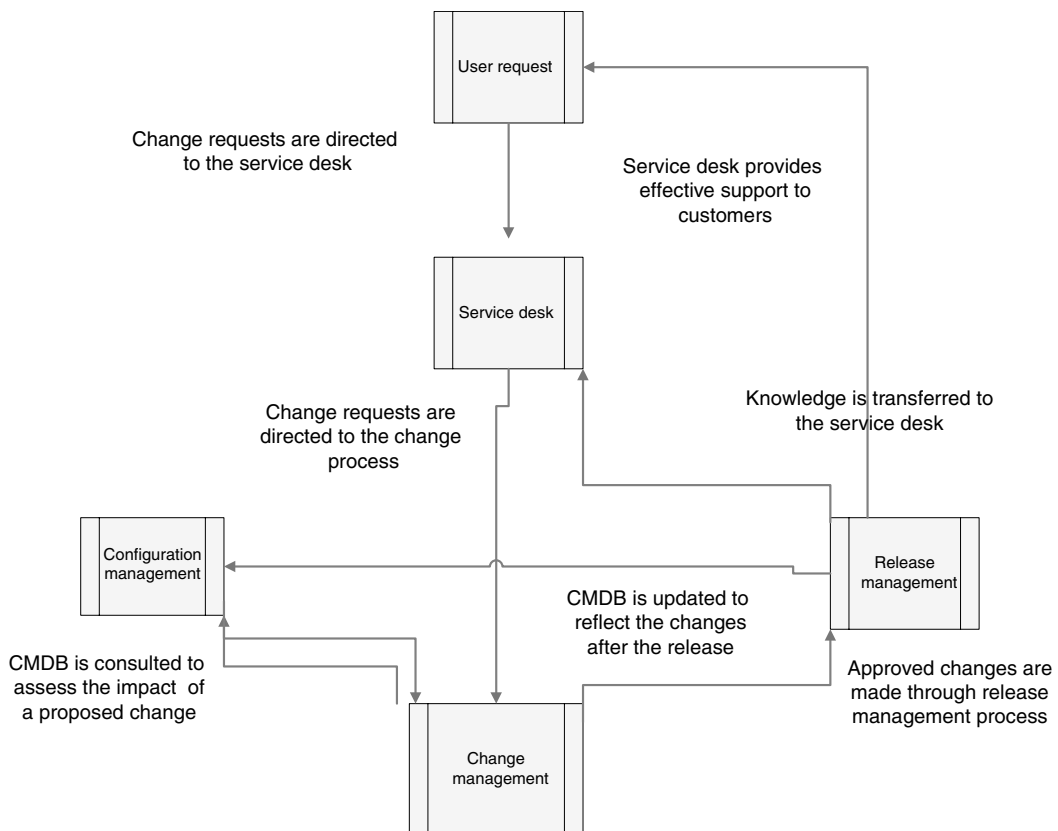 User request
Change requests are directed
to the service desk
Service desk provides
effective support to
customers
Service desk
Change requests are
directed to the change
process
Knowledge is transferred to
the service desk
Configuration
management
Release
management
CMDB is updated to
reflect the changes
after the release
CMDB is consulted to
assess the impact of
a proposed change
Approved changes are
made through release
management process
Change
management